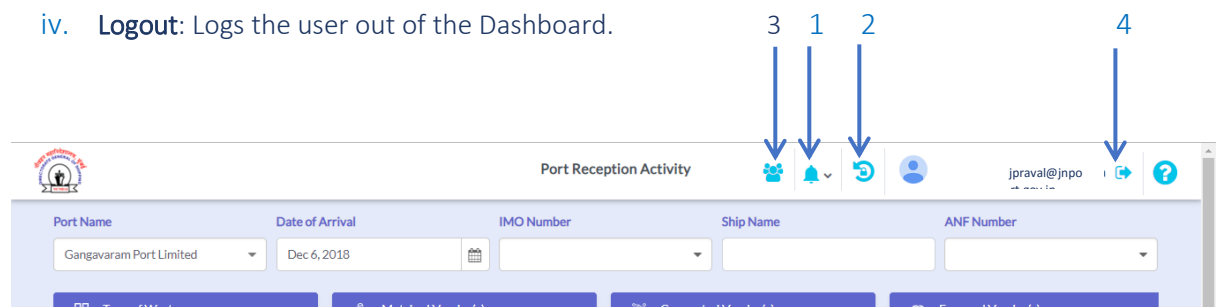 iv. Logout: Logs the user out of the Dashboard. 3 1 2 4
Port Reception Activity jpraval@jnpo
Port Name Date of Arrival IMO Number Ship Name ANF Number
Gangavaram Port Limited Dec 6, 2018